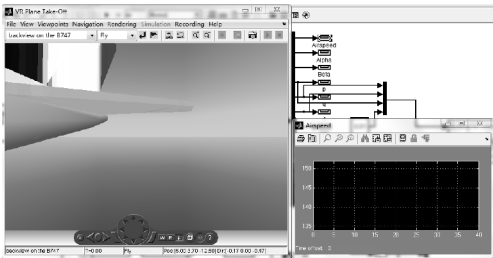 VR Plane Take-Off
File View Viewpoints Navigation Rendering Simulation Recording Help
backview on the B747 Fly
Airspeed
Alpha
Beta
p
q
Airspeed
150
145
140
135
0 5 10 15 20 25 30 35 40
Time offset: 0
backview on the B747 T=0.00 Fly